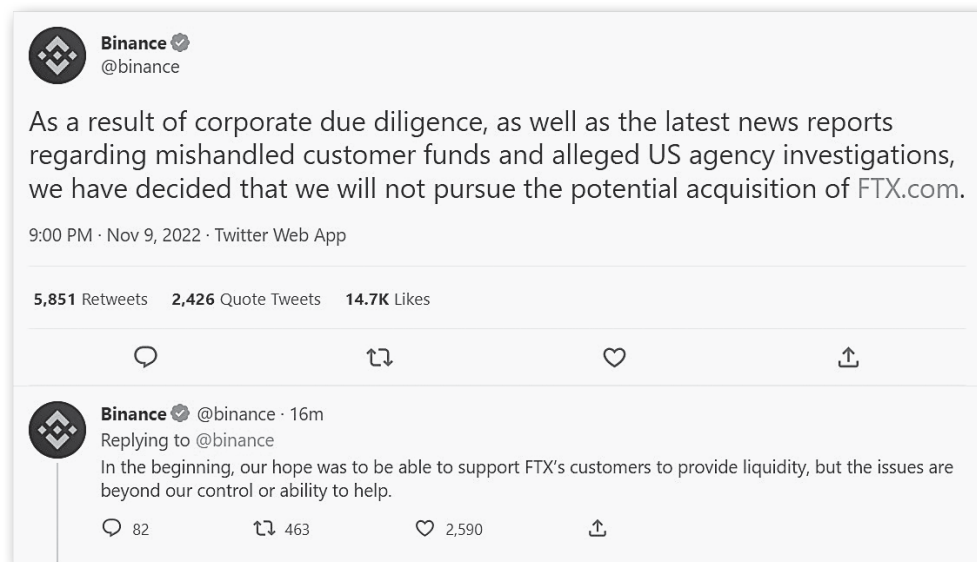 Binance
@binance
As a result of corporate due diligence, as well as the latest news reports
regarding mishandled customer funds and alleged US agency investigations,
we have decided that we will not pursue the potential acquisition of FTX.com.
9:00 PM · Nov 9, 2022 · Twitter Web App
5,851 Retweets 2,426 Quote Tweets 14.7K Likes
Binance @binance · 16m
Replying to @binance
In the beginning, our hope was to be able to support FTX's customers to provide liquidity, but the issues are
beyond our control or ability to help.
82 463 2,590